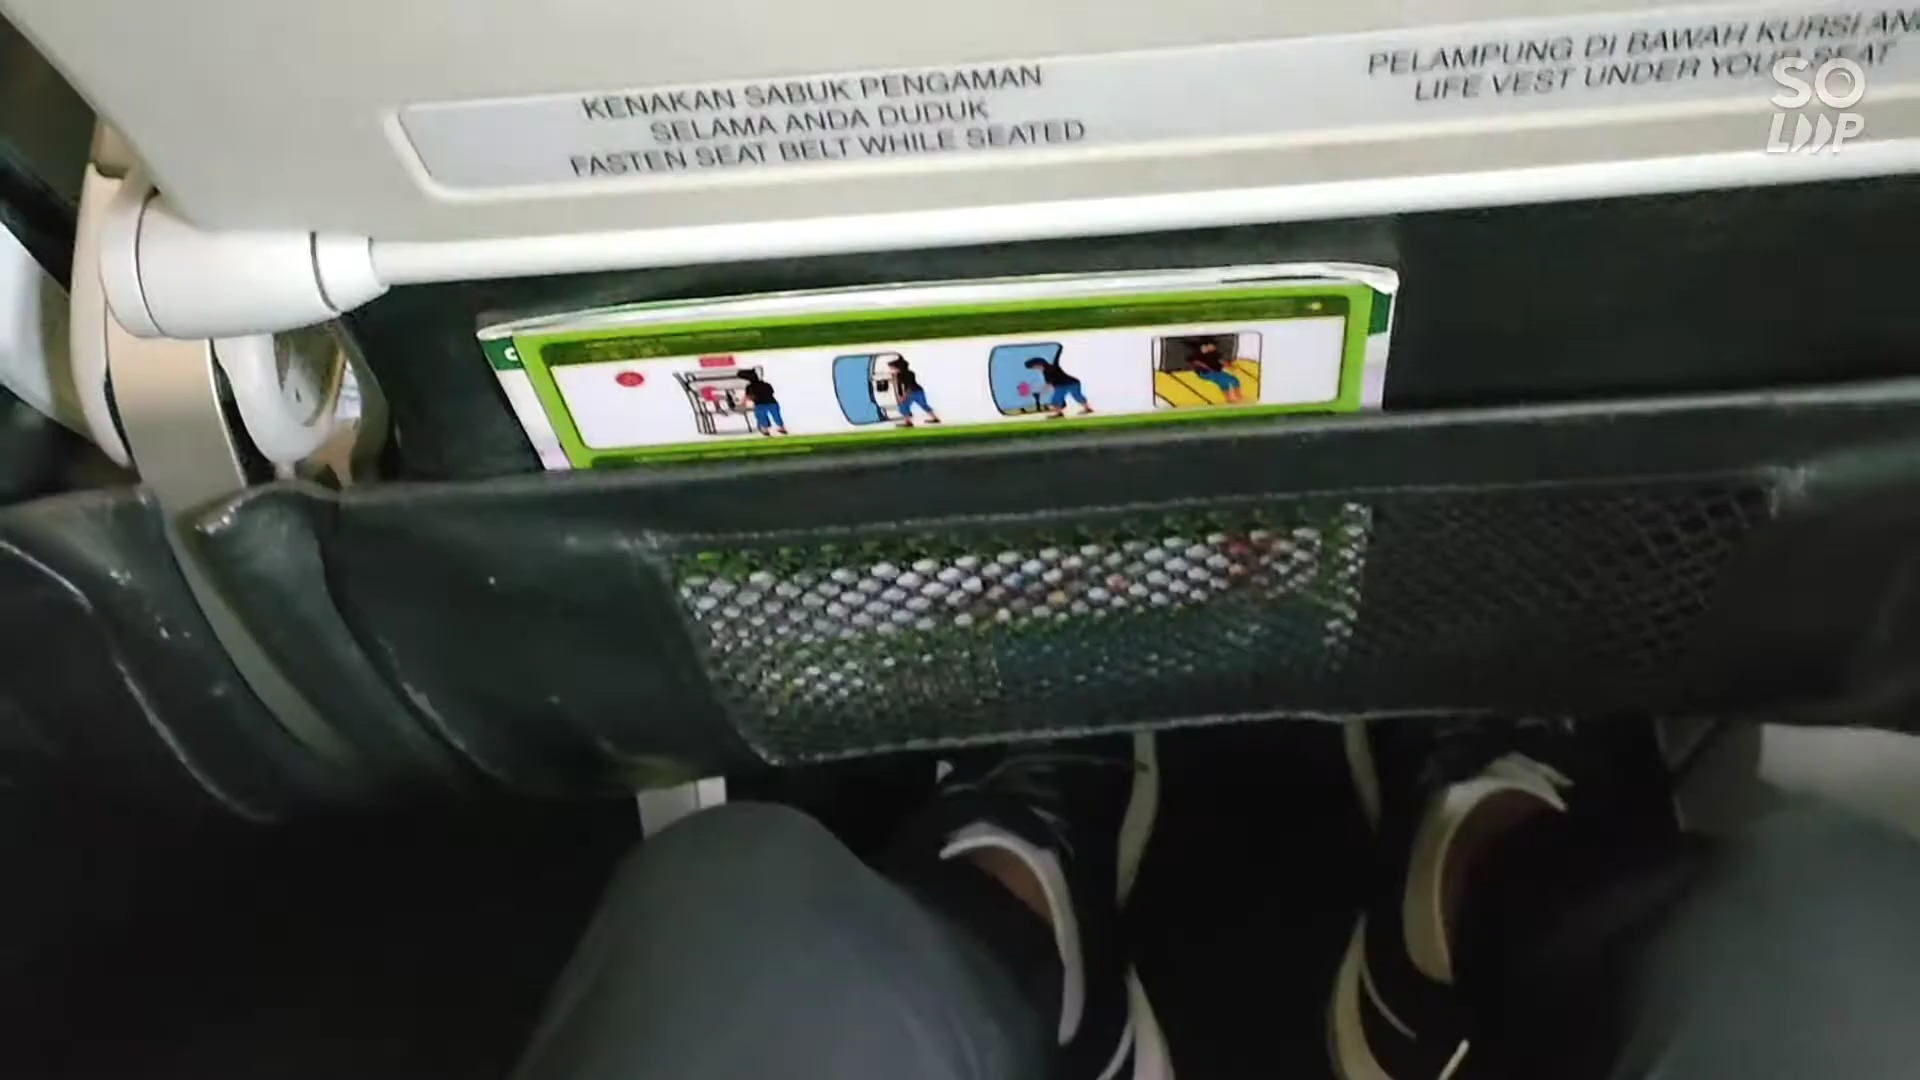 KENAKAN SABUK PENGAMAN
SELAMA ANDA DUDUK
FASTEN SEAT BELT WHILE SEATED
PELAMPUNG DI BAWAH KURSI AN
LIFE VEST UNDER YOUR SEAT
SO
LOOP